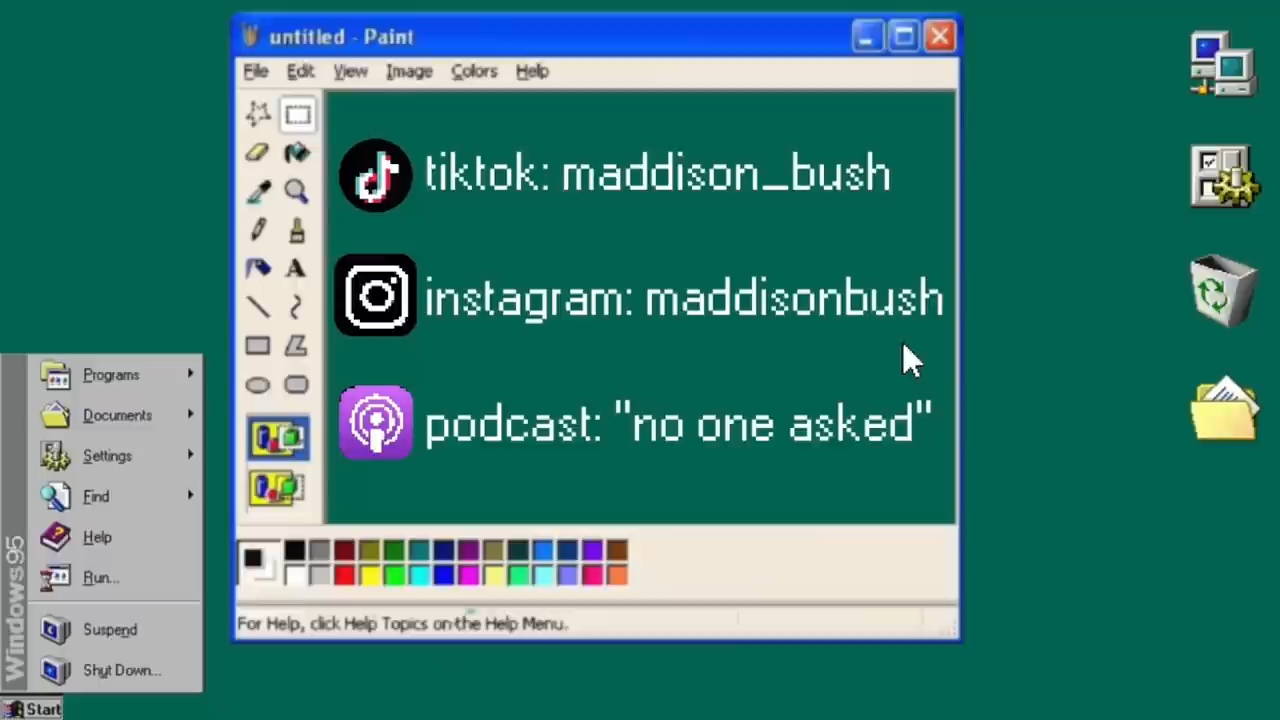 untitled - Paint
File Edit View Image Colors Help
tiktok: maddison_bush
instagram: maddisonbush
podcast: "no one asked"
For Help, click Help Topics on the Help Menu.
Programs
Documents
Settings
Find
Help
Run...
Suspend
Shut Down...
Windows95
Start